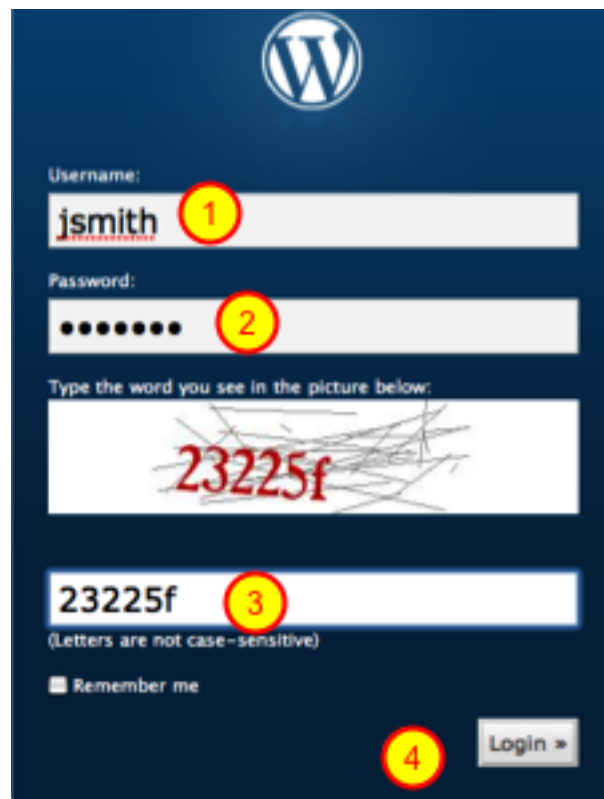 W
Username:
jsmith 1
Password:
••••••• 2
Type the word you see in the picture below:
23225f
23225f 3
(Letters are not case-sensitive)
Remember me
4 Login »